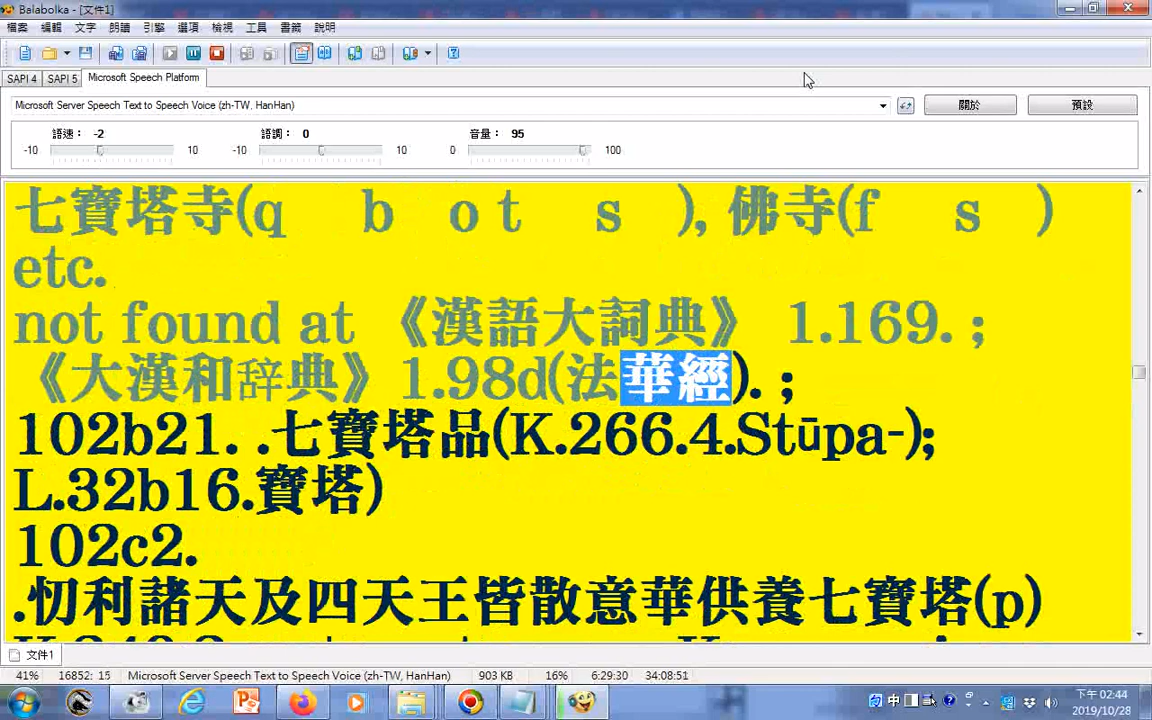 Balabolka - [文件1]
檔案 編輯 文字 朗讀 引擎 選項 檢視 工具 書籤 說明
SAPI 4 SAPI 5 Microsoft Speech Platform
Microsoft Server Speech Text to Speech Voice (zh-TW, HanHan) 關於 預設
語速： -2 語調： 0 音量： 95
-10 10 -10 10 0 100
七寶塔寺(q b o t s ), 佛寺(f s )
etc.
not found at 《漢語大詞典》 1.169. ;
《大漢和辞典》 1.98d(法華經). ;
102b21. .七寶塔品(K.266.4.Stūpa-);
L.32b16.寶塔)
102c2.
.忉利諸天及四天王皆散意華供養七寶塔(p)
文件1
41% 16852: 15 Microsoft Server Speech Text to Speech Voice (zh-TW, HanHan) 903 KB 16% 6:29:30 34:08:51
中 下午 02:44
2019/10/28